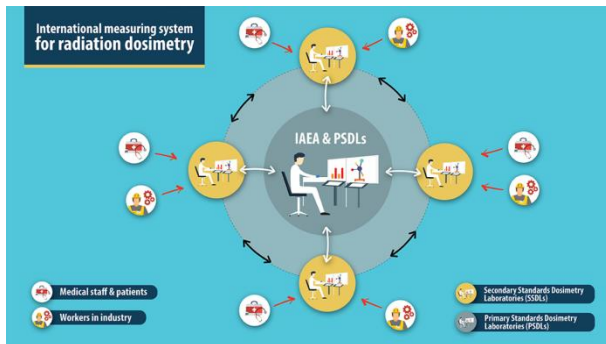 International measuring system
for radiation dosimetry
IAEA & PSDLs
Medical staff & patients
Workers in industry
Secondary Standards Dosimetry
Laboratories (SSDLs)
Primary Standards Dosimetry
Laboratories (PSDLs)